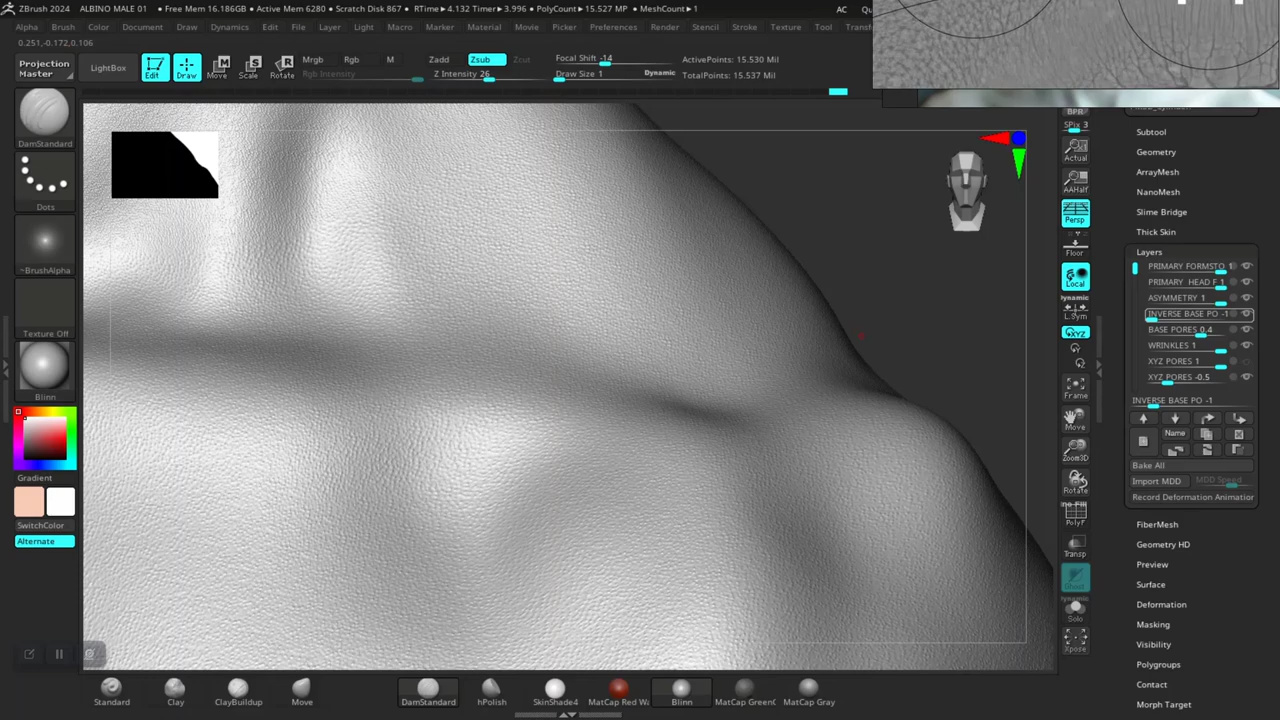 ZBrush 2024 ALBINO MALE 01 • Free Mem 16.186GB • Active Mem 6280 • Scratch Disk 867 • RTime▸4.132 Timer▸3.996 • PolyCount▸15.527 MP • MeshCount▸1 AC
Alpha Brush Color Document Draw Dynamics Edit File Layer Light Macro Marker Material Movie Picker Preferences Render Stencil Stroke Texture Tool
0.251,-0.172,0.106
Projection Master
LightBox
Edit
Draw
Move
Scale
Rotate
Mrgb Rgb M
Rgb Intensity
Zadd Zsub Zcut
Z Intensity 26
Focal Shift -14
Draw Size 1 Dynamic
ActivePoints: 15.530 Mil
TotalPoints: 15.537 Mil
DamStandard
Dots
~BrushAlpha
Texture Off
Blinn
Gradient
SwitchColor
Alternate
BPR
SPix 3
Actual
AAHalf
Persp
Floor
Local
Dynamic
L.Sym
XYZ
Frame
Move
Zoom3D
Rotate
Line Fill
PolyF
Transp
Ghost
Dynamic
Solo
Xpose
Subtool
Geometry
ArrayMesh
NanoMesh
Slime Bridge
Thick Skin
Layers
PRIMARY FORMSTO 1
PRIMARY HEAD F 1
ASYMMETRY 1
INVERSE BASE PO -1
BASE PORES 0.4
WRINKLES 1
XYZ PORES 1
XYZ PORES -0.5
INVERSE BASE PO -1
Name
Bake All
Import MDD MDD Speed
Record Deformation Animation
FiberMesh
Geometry HD
Preview
Surface
Deformation
Masking
Visibility
Polygroups
Contact
Morph Target
Standard Clay ClayBuildup Move DamStandard hPolish SkinShade4 MatCap Red Wa Blinn MatCap GreenC MatCap Gray